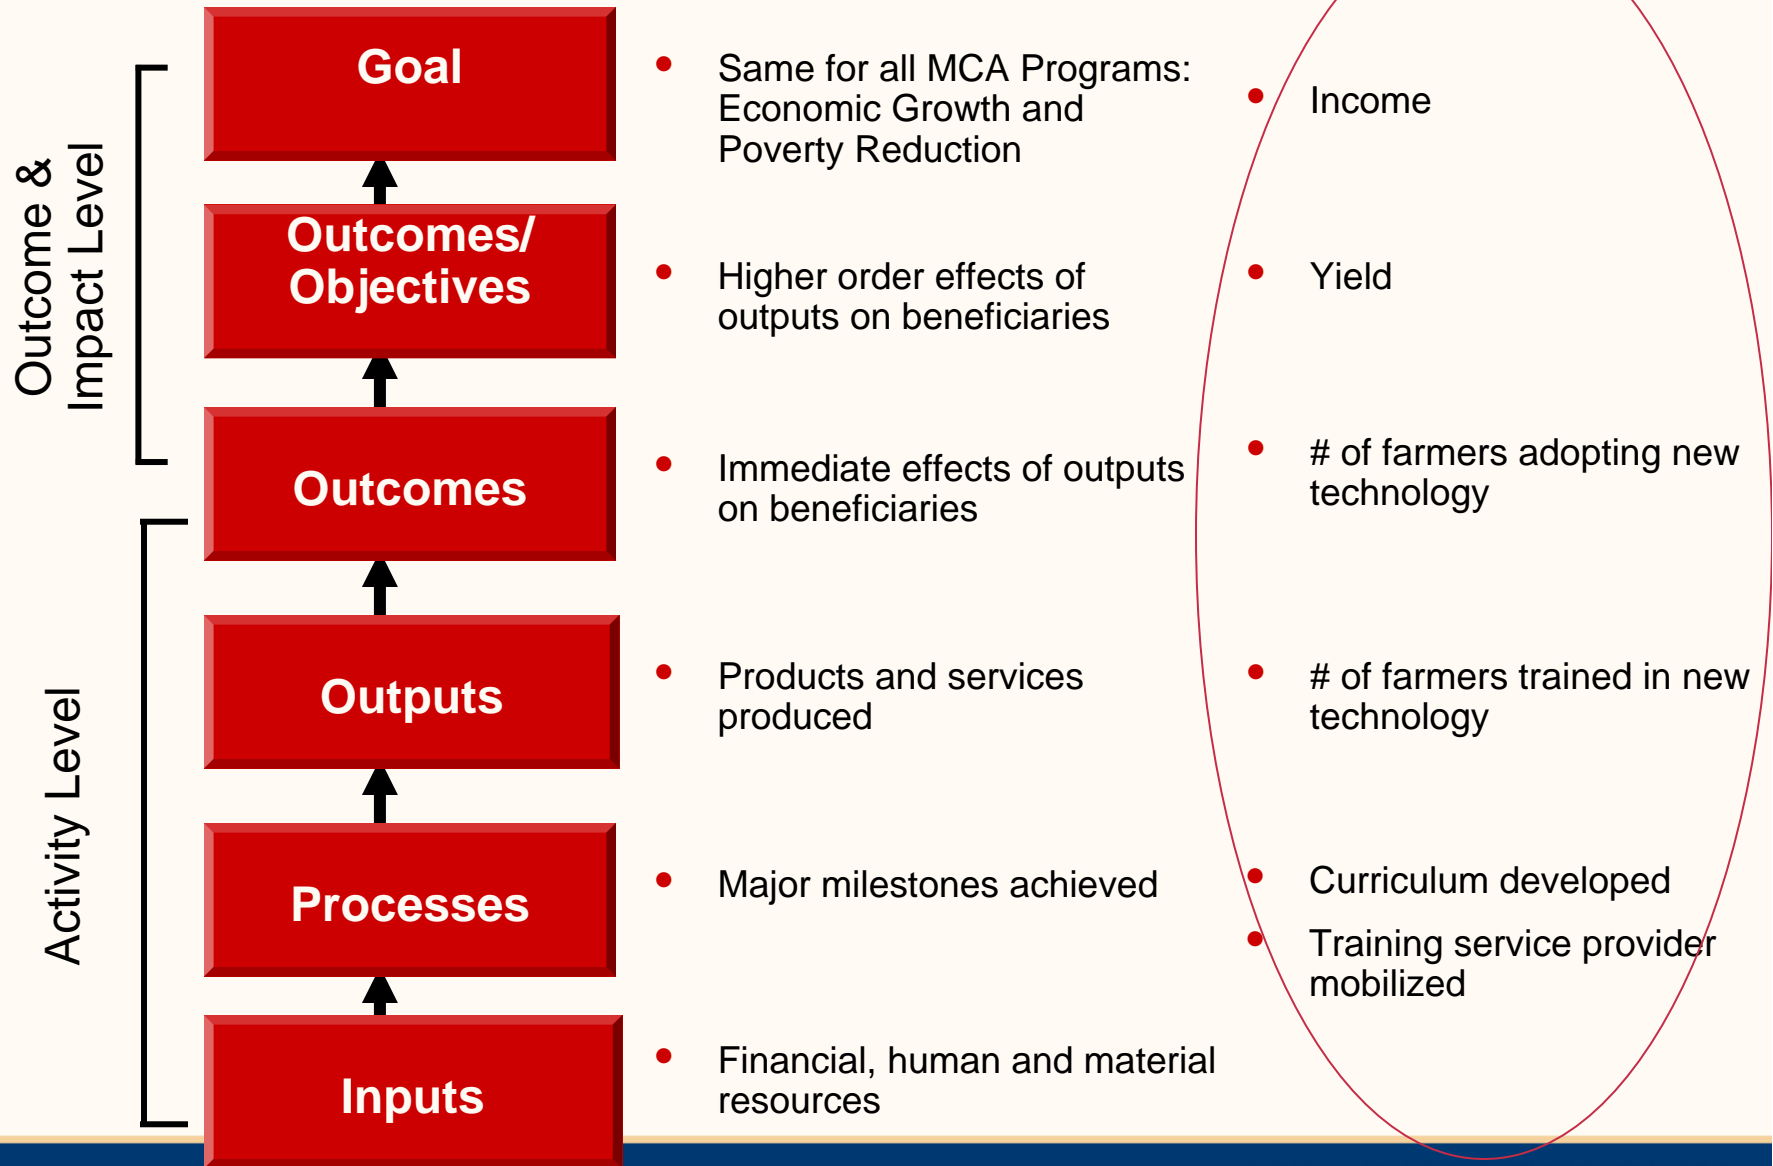 Outcome &
Impact Level
Activity Level
Goal
• Same for all MCA Programs:
Economic Growth and
Poverty Reduction
• Income
Outcomes/
Objectives
• Higher order effects of
outputs on beneficiaries
• Yield
Outcomes
• Immediate effects of outputs
on beneficiaries
• # of farmers adopting new
technology
Outputs
• Products and services
produced
• # of farmers trained in new
technology
Processes
• Major milestones achieved
• Curriculum developed
• Training service provider
mobilized
Inputs
• Financial, human and material
resources